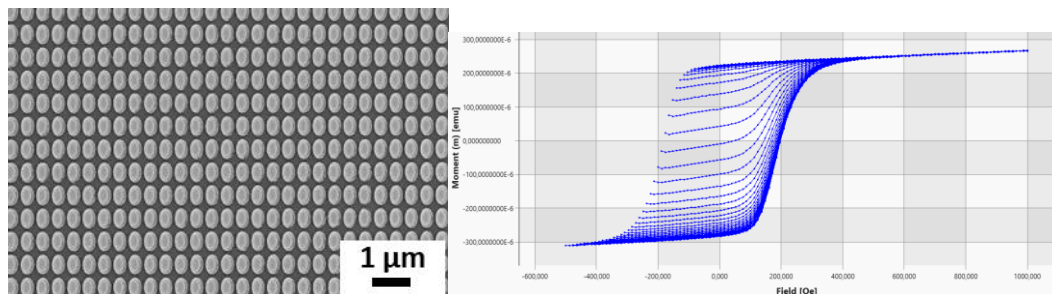 1 µm
300,0000000E-6
200,0000000E-6
100,0000000E-6
0,000000000
-100,0000000E-6
-200,0000000E-6
-300,0000000E-6
Moment (m) [emu]
-600,000
-400,000
-200,000
0,000
200,000
400,000
600,000
800,000
1000,000
Field [Oe]